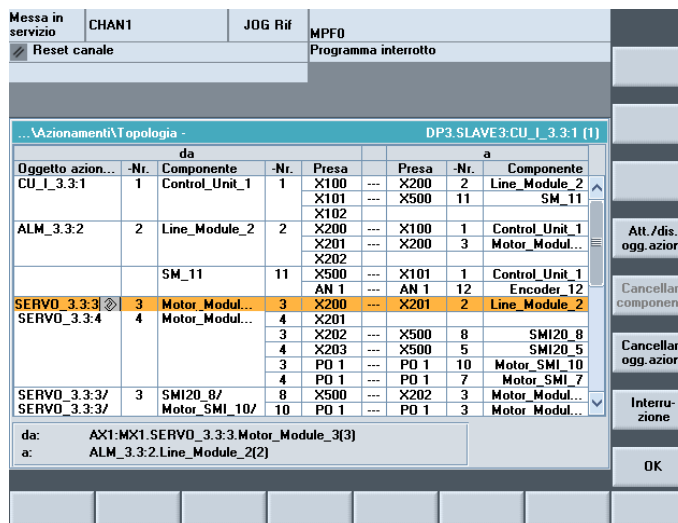 Messa in servizio CHAN1 JOG Rif MPF0
Reset canale Programma interrotto
...\Azionamenti\Topologia - DP3.SLAVE3:CU_I_3.3:1 (1)
da a
Oggetto azion... -Nr. Componente -Nr. Presa Presa -Nr. Componente
CU_I_3.3:1 1 Control_Unit_1 1 X100 --- X200 2 Line_Module_2
X101 --- X500 11 SM_11
X102
ALM_3.3:2 2 Line_Module_2 2 X200 --- X100 1 Control_Unit_1
X201 --- X200 3 Motor_Modul...
X202
SM_11 11 X500 --- X101 1 Control_Unit_1
AN 1 --- AN 1 12 Encoder_12
SERVO_3.3:3 3 Motor_Modul... 3 X200 --- X201 2 Line_Module_2
SERVO_3.3:4 4 Motor_Modul... 4 X201
3 X202 --- X500 8 SMI20_8
4 X203 --- X500 5 SMI20_5
3 PO 1 --- PO 1 10 Motor_SMI_10
4 PO 1 --- PO 1 7 Motor_SMI_7
SERVO_3.3:3/ 3 SMI20_8/ 8 X500 --- X202 3 Motor_Modul...
SERVO_3.3:3/ Motor_SMI_10/ 10 PO 1 --- PO 1 3 Motor_Modul...
da: AX1:MX1.SERVO_3.3:3.Motor_Module_3(3)
a: ALM_3.3:2.Line_Module_2(2)
Att./dis.
ogg.azion
Cancellar
componen
Cancellar
ogg.azion
Interru-
zione
OK